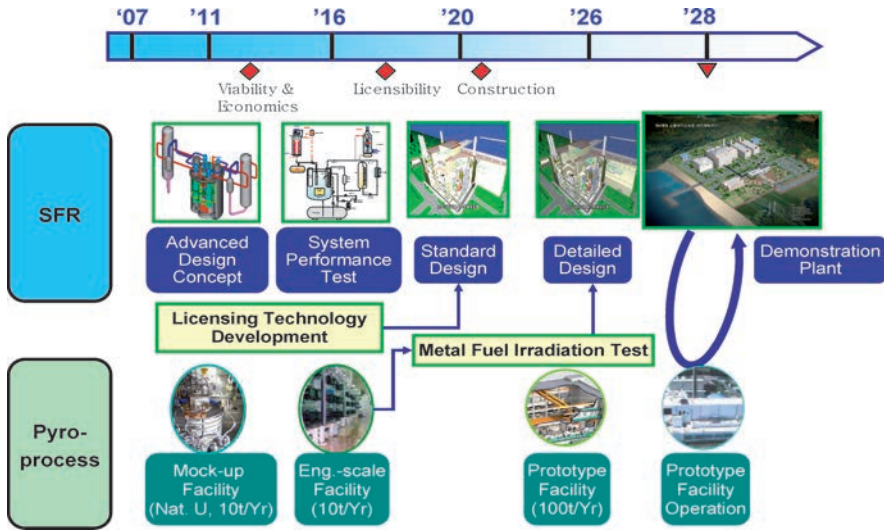 ‘07
‘11
‘16
‘20
‘26
‘28
Viability &
Economics
Licensibility
Construction
SFR
Advanced
Design
Concept
System
Performance
Test
Standard
Design
Detailed
Design
Demonstration
Plant
Licensing Technology
Development
Metal Fuel Irradiation Test
Pyro-
process
Mock-up
Facility
(Nat. U, 10t/Yr)
Eng.-scale
Facility
(10t/Yr)
Prototype
Facility
(100t/Yr)
Prototype
Facility
Operation